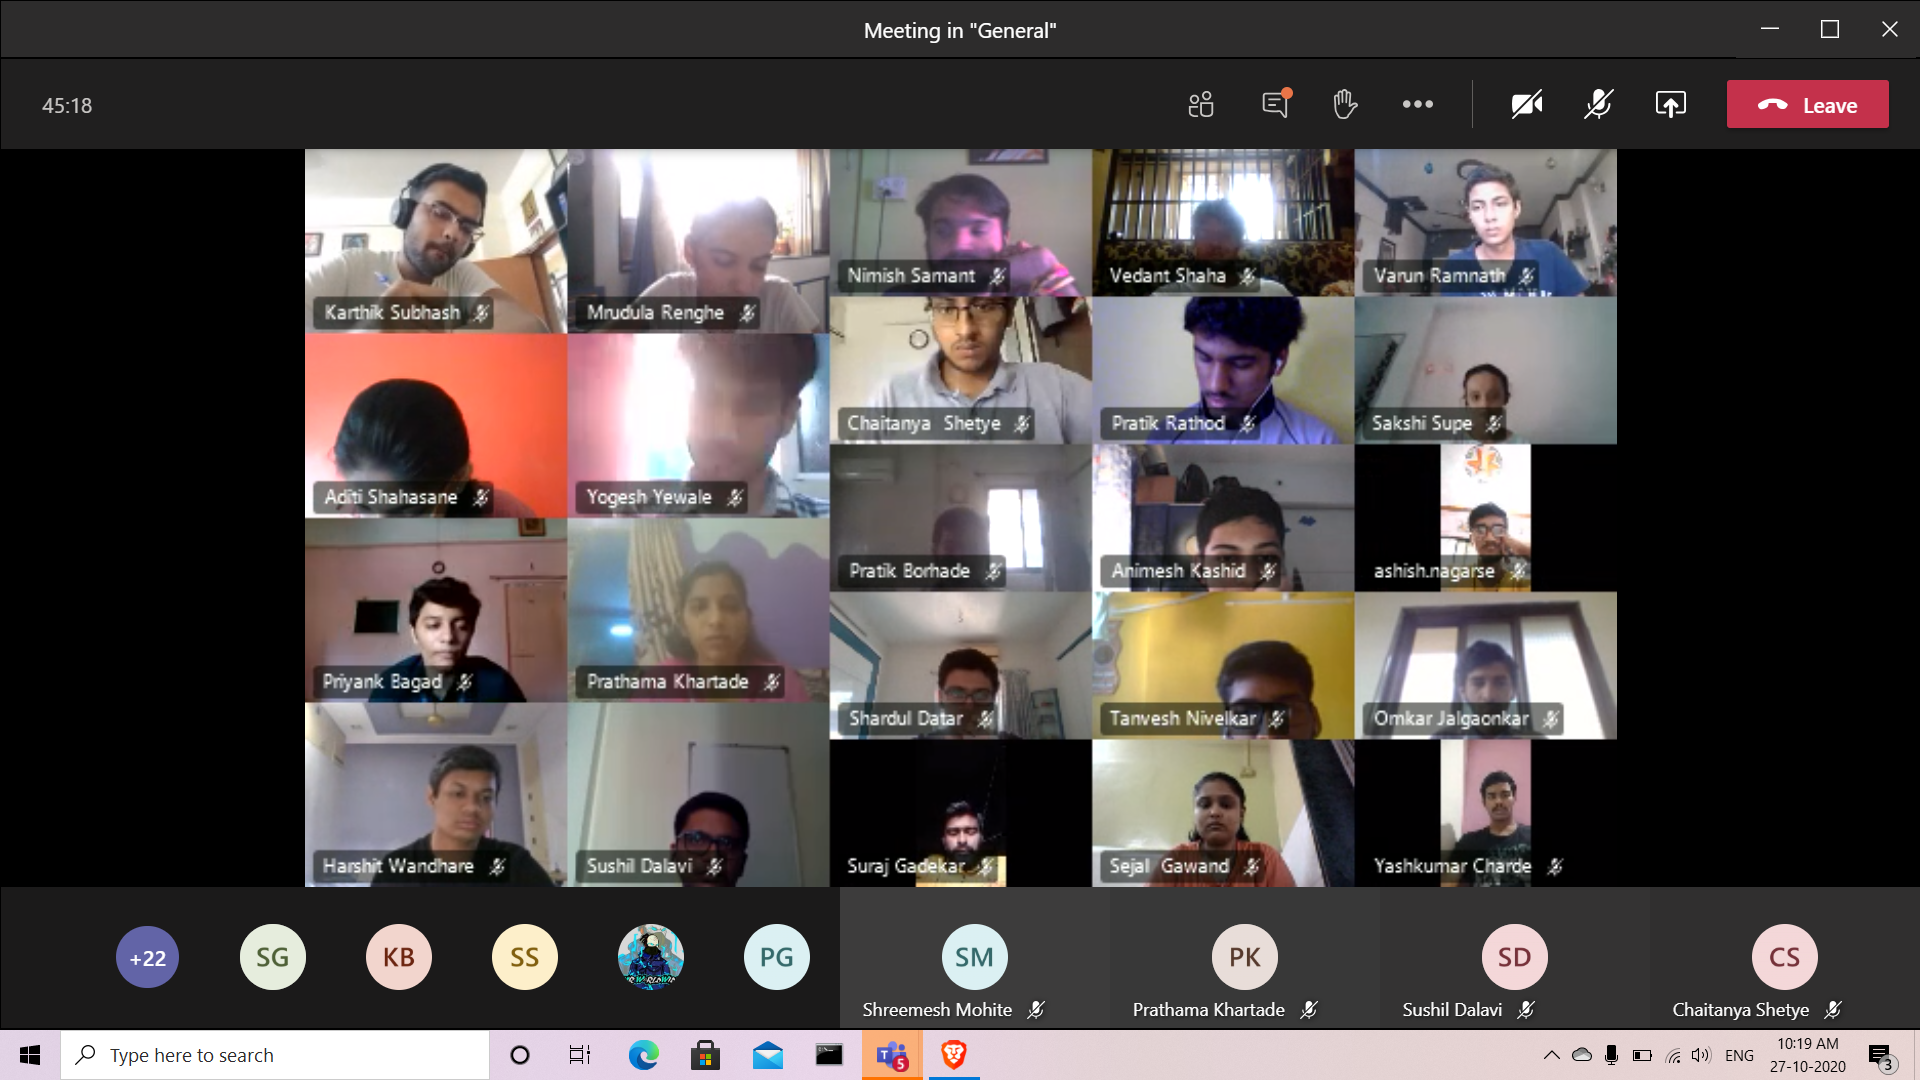 Meeting in "General"
45:18
Leave
Nimish Samant
Vedant Shaha
Varun Ramnath
Karthik Subhash
Mrudula Renghe
Chaitanya Shetye
Pratik Rathod
Sakshi Supe
Aditi Shahasane
Yogesh Yewale
Pratik Borhade
Animesh Kashid
ashish.nagarse
Priyank Bagad
Prathama Khartade
Shardul Datar
Tanvesh Nivelkar
Omkar Jalgaonkar
Harshit Wandhare
Sushil Dalavi
Suraj Gadekar
Sejal Gawand
Yashkumar Charde
+22
SG
KB
SS
PG
SM
PK
SD
CS
Shreemesh Mohite
Prathama Khartade
Sushil Dalavi
Chaitanya Shetye
Type here to search
T
5
ENG
10:19 AM
27-10-2020
3